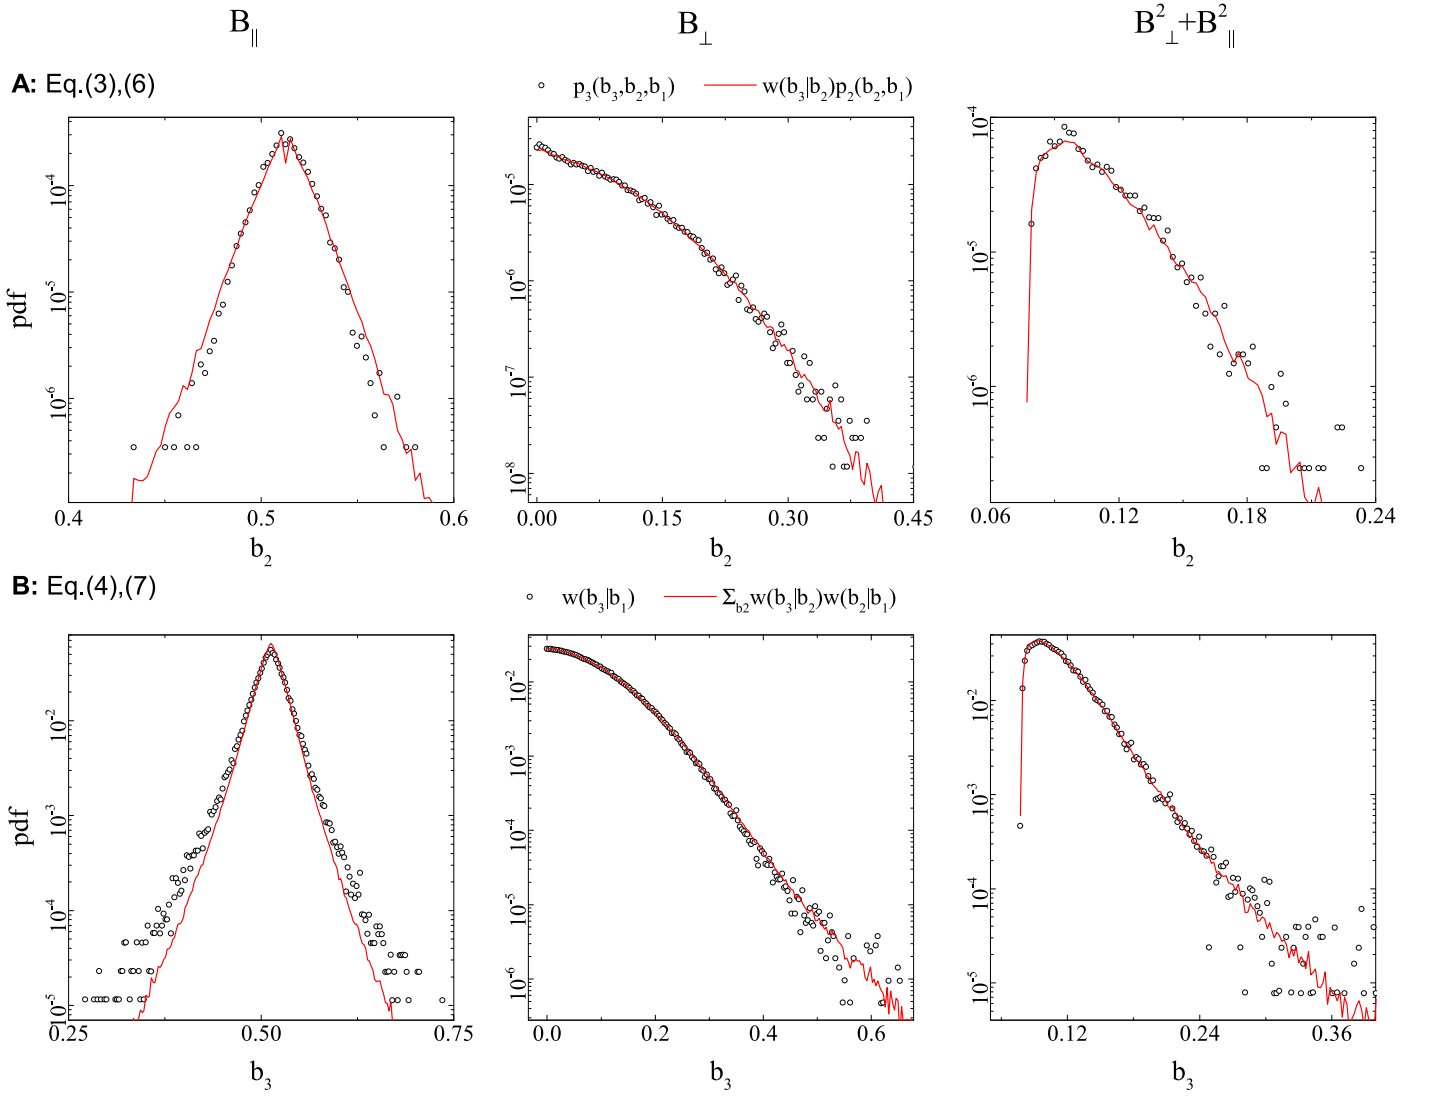 B∥ B⊥ B²⊥+B²∥
A: Eq.(3),(6)
p₃(b₃,b₂,b₁) w(b₃|b₂)p₂(b₂,b₁)
pdf
10⁻⁴ 10⁻⁵ 10⁻⁶
10⁻⁵ 10⁻⁶ 10⁻⁷ 10⁻⁸
10⁻⁴ 10⁻⁵ 10⁻⁶
0.4 0.5 0.6 0.00 0.15 0.30 0.45 0.06 0.12 0.18 0.24
b₂ b₂ b₂
B: Eq.(4),(7)
w(b₃|b₁) Σb2w(b₃|b₂)w(b₂|b₁)
pdf
10⁻² 10⁻³ 10⁻⁴ 10⁻⁵
10⁻² 10⁻³ 10⁻⁴ 10⁻⁵ 10⁻⁶
10⁻² 10⁻³ 10⁻⁴ 10⁻⁵
0.25 0.50 0.75 0.0 0.2 0.4 0.6 0.12 0.24 0.36
b₃ b₃ b₃